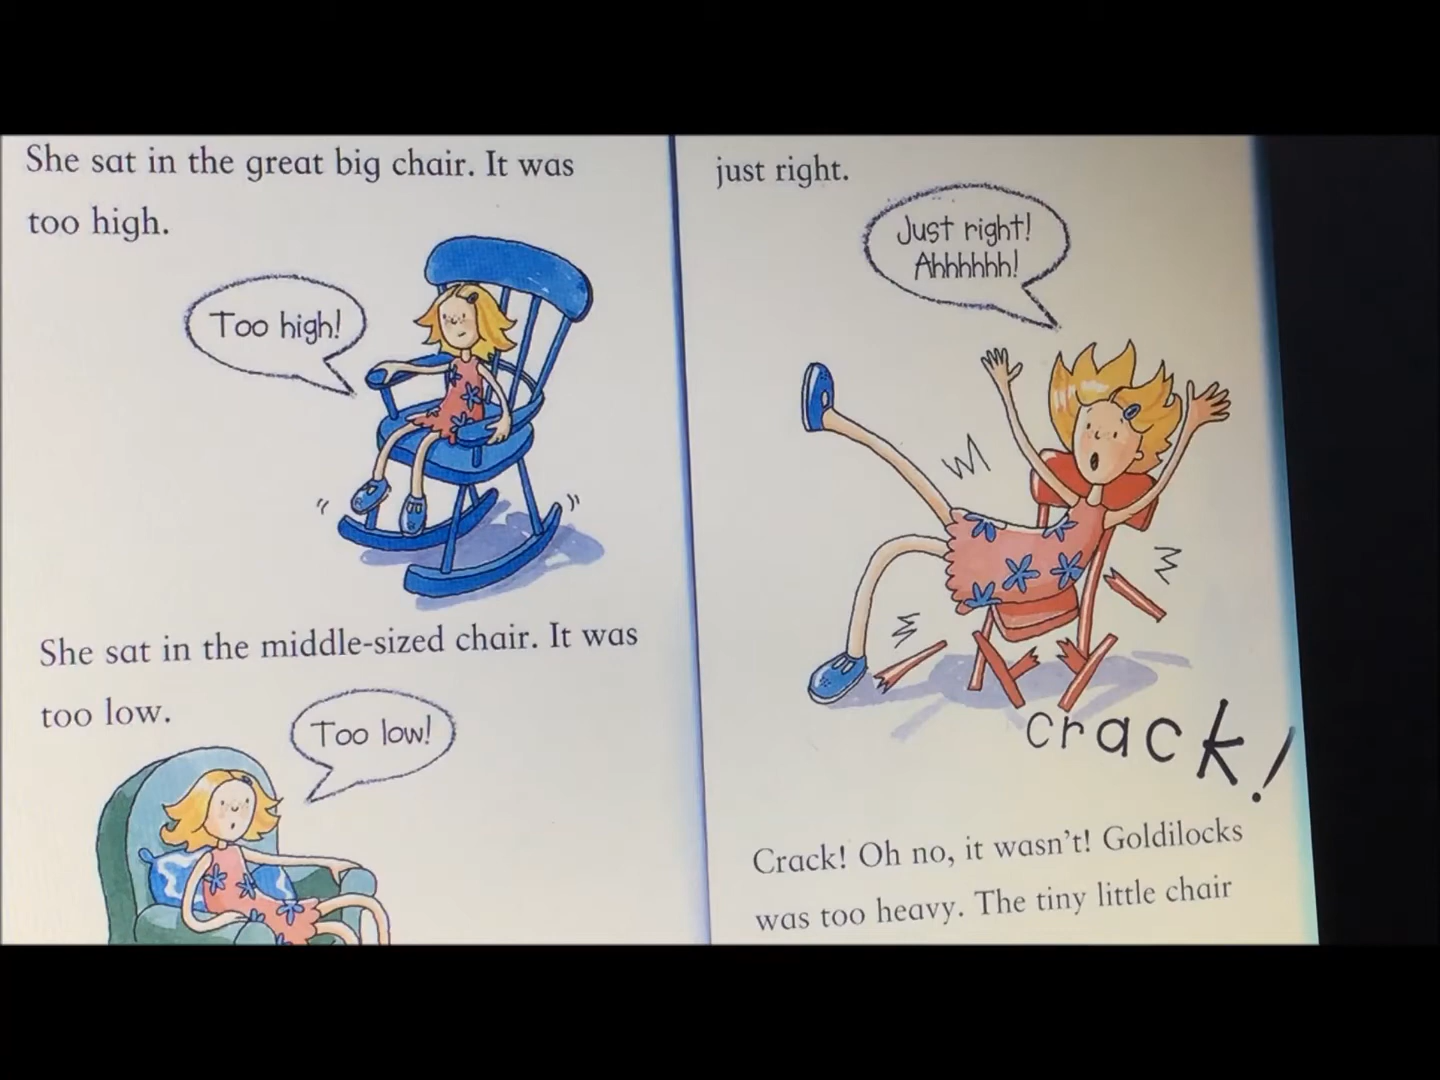 She sat in the great big chair. It was
too high.
Too high!
She sat in the middle-sized chair. It was
too low.
Too low!
just right.
Just right!
Ahhhhhh!
crack!
Crack! Oh no, it wasn't! Goldilocks
was too heavy. The tiny little chair